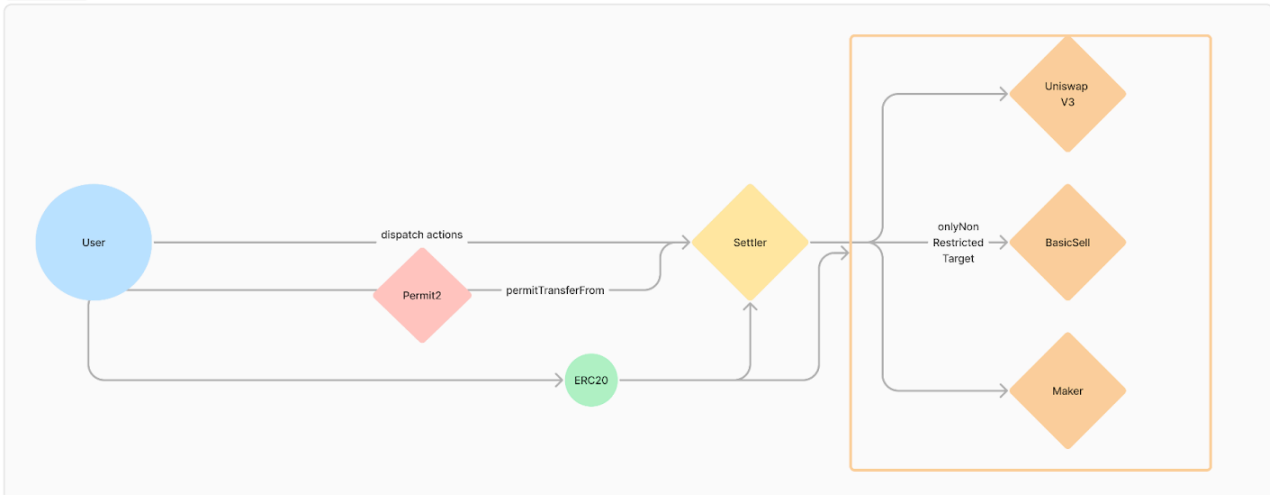 Uniswap
V3
User
dispatch actions
Settler
onlyNon
Restricted
Target
BasicSell
Permit2
permitTransferFrom
ERC20
Maker